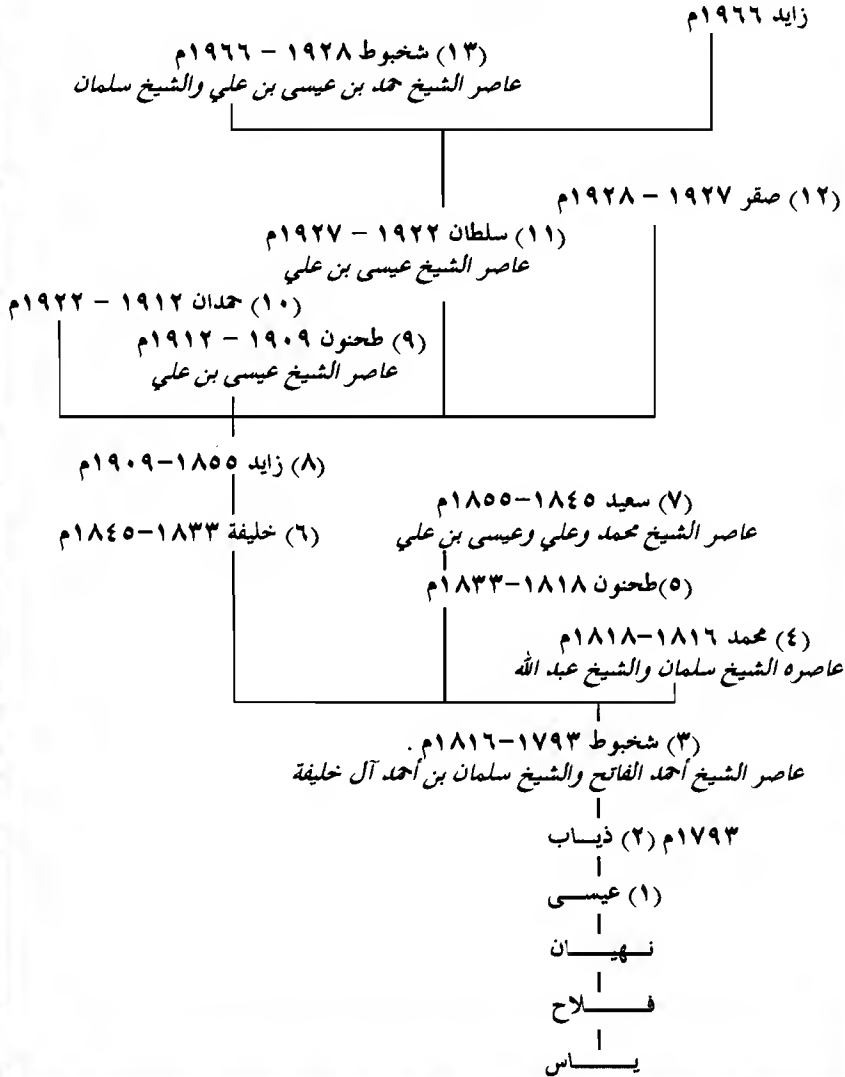 زايد ١٩٦٦م
(١٣) شخبوط ١٩٢٨ – ١٩٦٦م
عاصر الشيخ حمد بن عيسى بن علي والشيخ سلمان
(١٢) صقر ١٩٢٧ – ١٩٢٨م
(١١) سلطان ١٩٢٢ – ١٩٢٧م
عاصر الشيخ عيسى بن علي
(١٠) حمدان ١٩١٢ – ١٩٢٢م
(٩) طحنون ١٩٠٩ – ١٩١٢م
عاصر الشيخ عيسى بن علي
(٨) زايد ١٨٥٥–١٩٠٩م
(٧) سعيد ١٨٤٥–١٨٥٥م
عاصر الشيخ محمد وعلي وعيسى بن علي
(٦) خليفة ١٨٣٣–١٨٤٥م
(٥)طحنون ١٨١٨–١٨٣٣م
(٤) محمد ١٨١٦–١٨١٨م
عاصره الشيخ سلمان والشيخ عبد الله
(٣) شخبوط ١٧٩٣–١٨١٦م .
عاصر الشيخ أحمد الفاتح والشيخ سلمان بن أحمد آل خليفة
١٧٩٣م (٢) ذيـــاب
(١) عيســـى
نـــهيـــان
فـــلاح
يـــاس